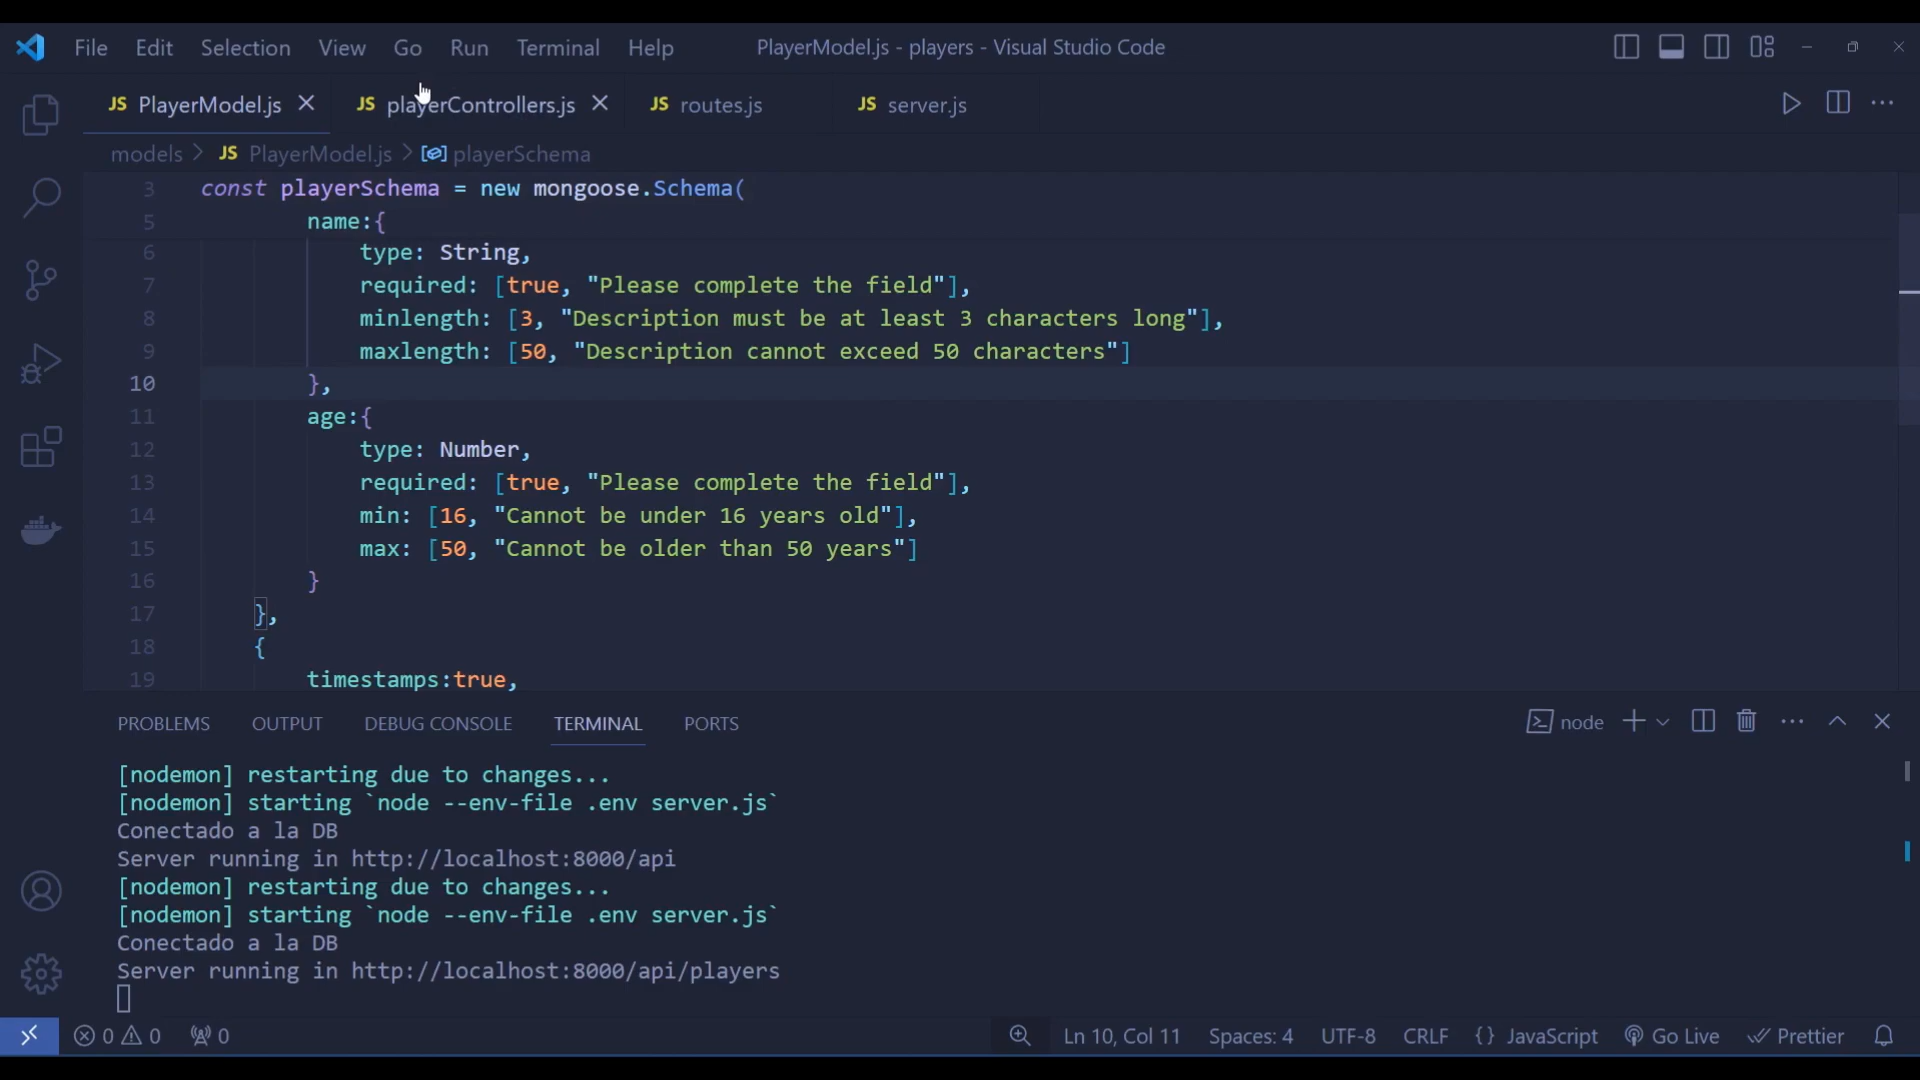 File Edit Selection View Go Run Terminal Help PlayerModel.js - players - Visual Studio Code
JS PlayerModel.js JS playerControllers.js JS routes.js JS server.js
models > JS PlayerModel.js > playerSchema
3 const playerSchema = new mongoose.Schema(
5 name:{
6 type: String,
7 required: [true, "Please complete the field"],
8 minlength: [3, "Description must be at least 3 characters long"],
9 maxlength: [50, "Description cannot exceed 50 characters"]
10 },
11 age:{
12 type: Number,
13 required: [true, "Please complete the field"],
14 min: [16, "Cannot be under 16 years old"],
15 max: [50, "Cannot be older than 50 years"]
16 }
17 },
18 {
19 timestamps:true,
PROBLEMS OUTPUT DEBUG CONSOLE TERMINAL PORTS node
[nodemon] restarting due to changes...
[nodemon] starting `node --env-file .env server.js`
Conectado a la DB
Server running in http://localhost:8000/api
[nodemon] restarting due to changes...
[nodemon] starting `node --env-file .env server.js`
Conectado a la DB
Server running in http://localhost:8000/api/players
0 0 0 Ln 10, Col 11 Spaces: 4 UTF-8 CRLF {} JavaScript Go Live Prettier